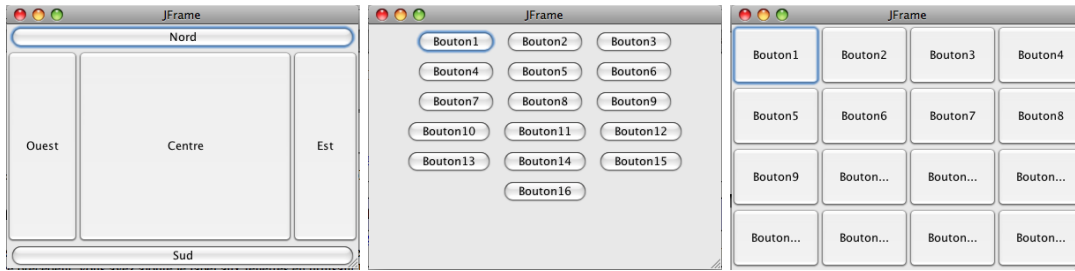 JFrame
Nord
Ouest Centre Est
Sud
JFrame
Bouton1 Bouton2 Bouton3
Bouton4 Bouton5 Bouton6
Bouton7 Bouton8 Bouton9
Bouton10 Bouton11 Bouton12
Bouton13 Bouton14 Bouton15
Bouton16
JFrame
Bouton1 Bouton2 Bouton3 Bouton4
Bouton5 Bouton6 Bouton7 Bouton8
Bouton9 Bouton... Bouton... Bouton...
Bouton... Bouton... Bouton... Bouton...